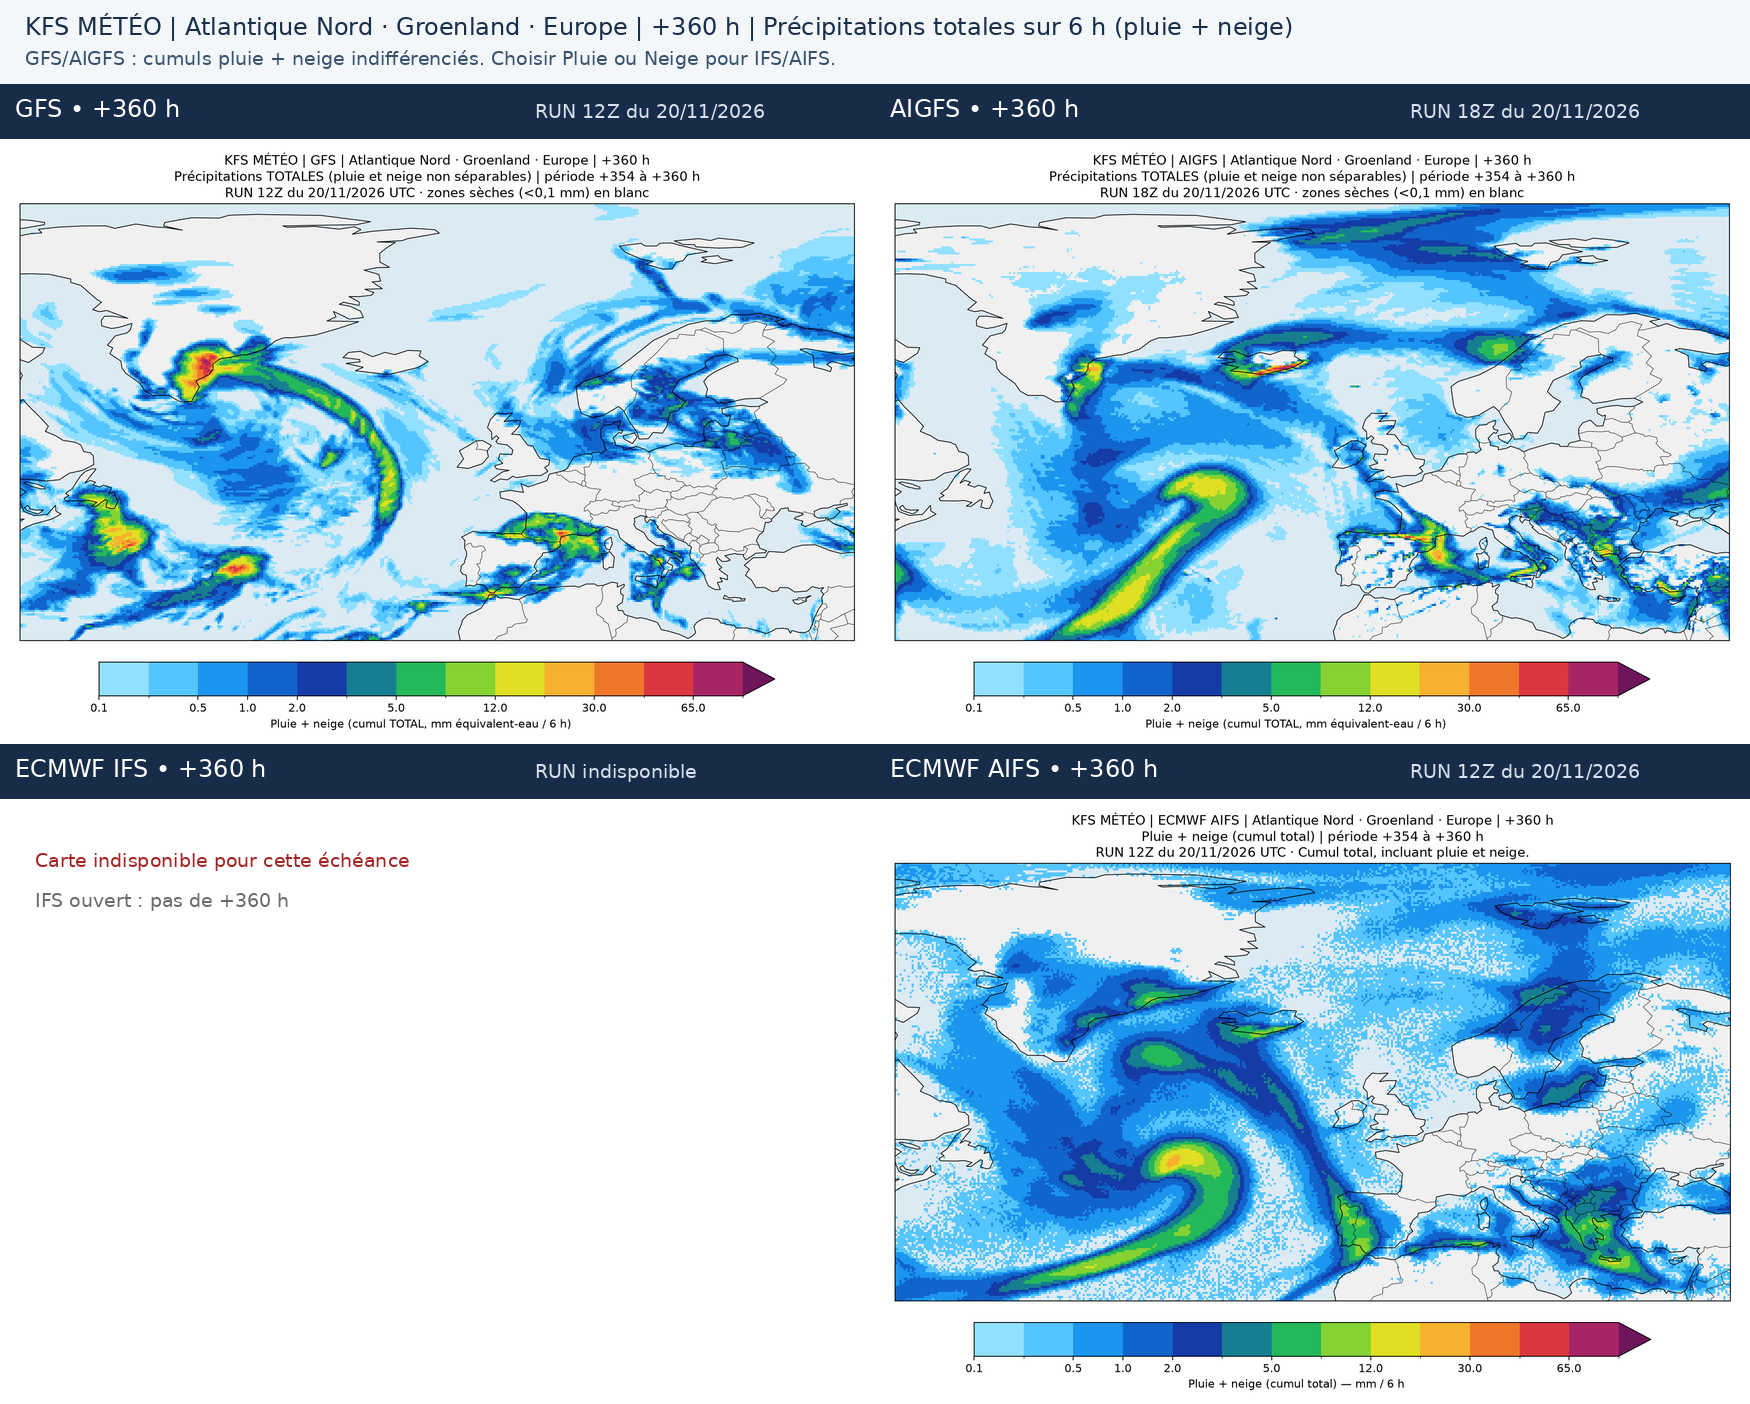 KFS MÉTÉO | Atlantique Nord · Groenland · Europe | +360 h | Précipitations totales sur 6 h (pluie + neige)
GFS/AIGFS : cumuls pluie + neige indifférenciés. Choisir Pluie ou Neige pour IFS/AIFS.
GFS • +360 h
RUN 12Z du 20/11/2026
KFS MÉTÉO | GFS | Atlantique Nord · Groenland · Europe | +360 h
Précipitations TOTALES (pluie et neige non séparables) | période +354 à +360 h
RUN 12Z du 20/11/2026 UTC · zones sèches (<0,1 mm) en blanc
0.1 0.5 1.0 2.0 5.0 12.0 30.0 65.0
Pluie + neige (cumul TOTAL, mm équivalent-eau / 6 h)
AIGFS • +360 h
RUN 18Z du 20/11/2026
KFS MÉTÉO | AIGFS | Atlantique Nord · Groenland · Europe | +360 h
Précipitations TOTALES (pluie et neige non séparables) | période +354 à +360 h
RUN 18Z du 20/11/2026 UTC · zones sèches (<0,1 mm) en blanc
0.1 0.5 1.0 2.0 5.0 12.0 30.0 65.0
Pluie + neige (cumul TOTAL, mm équivalent-eau / 6 h)
ECMWF IFS • +360 h
RUN indisponible
Carte indisponible pour cette échéance
IFS ouvert : pas de +360 h
ECMWF AIFS • +360 h
RUN 12Z du 20/11/2026
KFS MÉTÉO | ECMWF AIFS | Atlantique Nord · Groenland · Europe | +360 h
Pluie + neige (cumul total) | période +354 à +360 h
RUN 12Z du 20/11/2026 UTC · Cumul total, incluant pluie et neige.
0.1 0.5 1.0 2.0 5.0 12.0 30.0 65.0
Pluie + neige (cumul total) — mm / 6 h